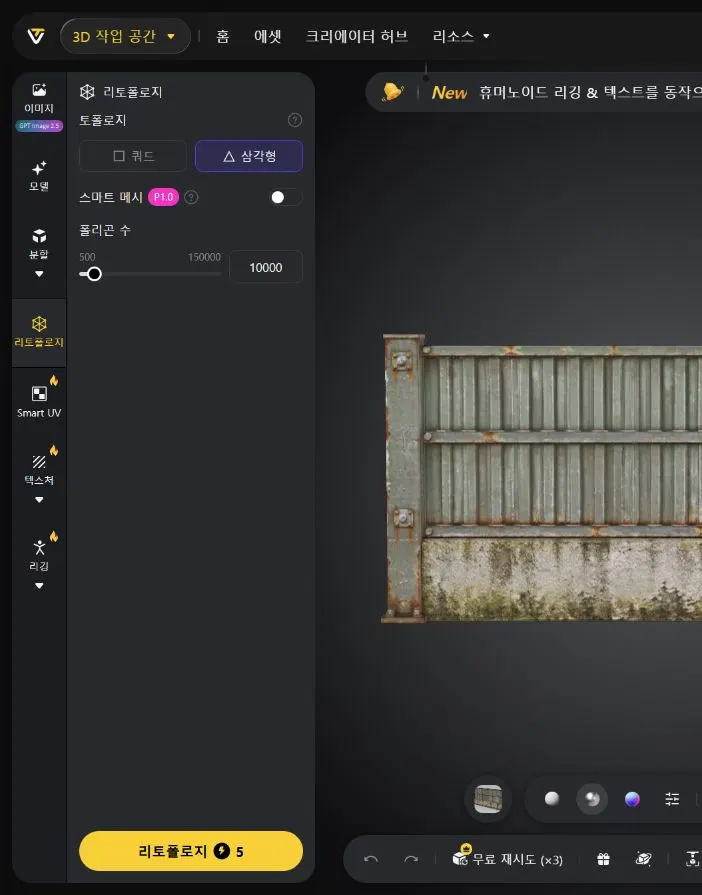 3D 작업 공간
홈
에셋
크리에이터 허브
리소스
New 휴머노이드 리깅 & 텍스트를 동작으
이미지
GPT Image 2.5
모델
분할
리토폴로지
Smart UV
텍스처
리깅
리토폴로지
토폴로지
?
쿼드
삼각형
스마트 메시 P1.0 ?
폴리곤 수
500
150000
10000
리토폴로지 5
무료 재시도 (×3)